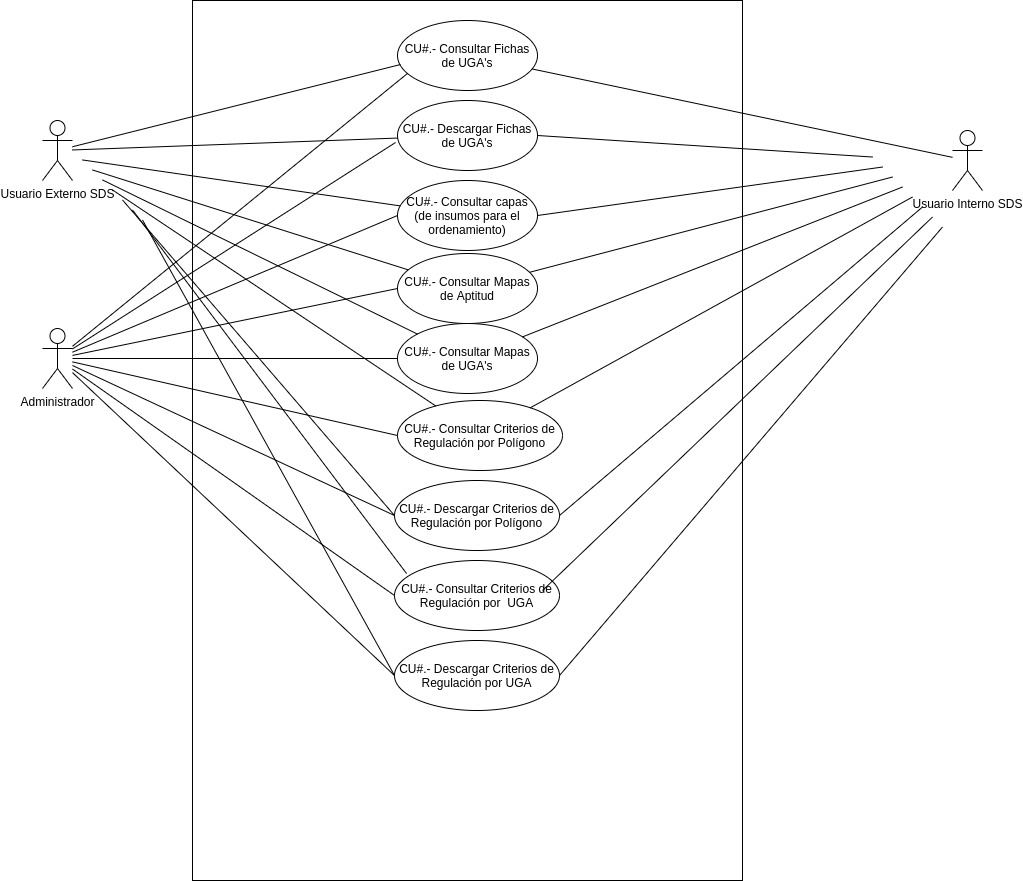 CU#.- Consultar Fichas
de UGA's
CU#.- Descargar Fichas
de UGA's
Usuario Externo SDS
CU#.- Consultar capas
(de insumos para el
ordenamiento)
Usuario Interno SDS
CU#.- Consultar Mapas
de Aptitud
CU#.- Consultar Mapas
de UGA's
Administrador
CU#.- Consultar Criterios de
Regulación por Polígono
CU#.- Descargar Criterios de
Regulación por Polígono
CU#.- Consultar Criterios de
Regulación por  UGA
CU#.- Descargar Criterios de
Regulación por UGA